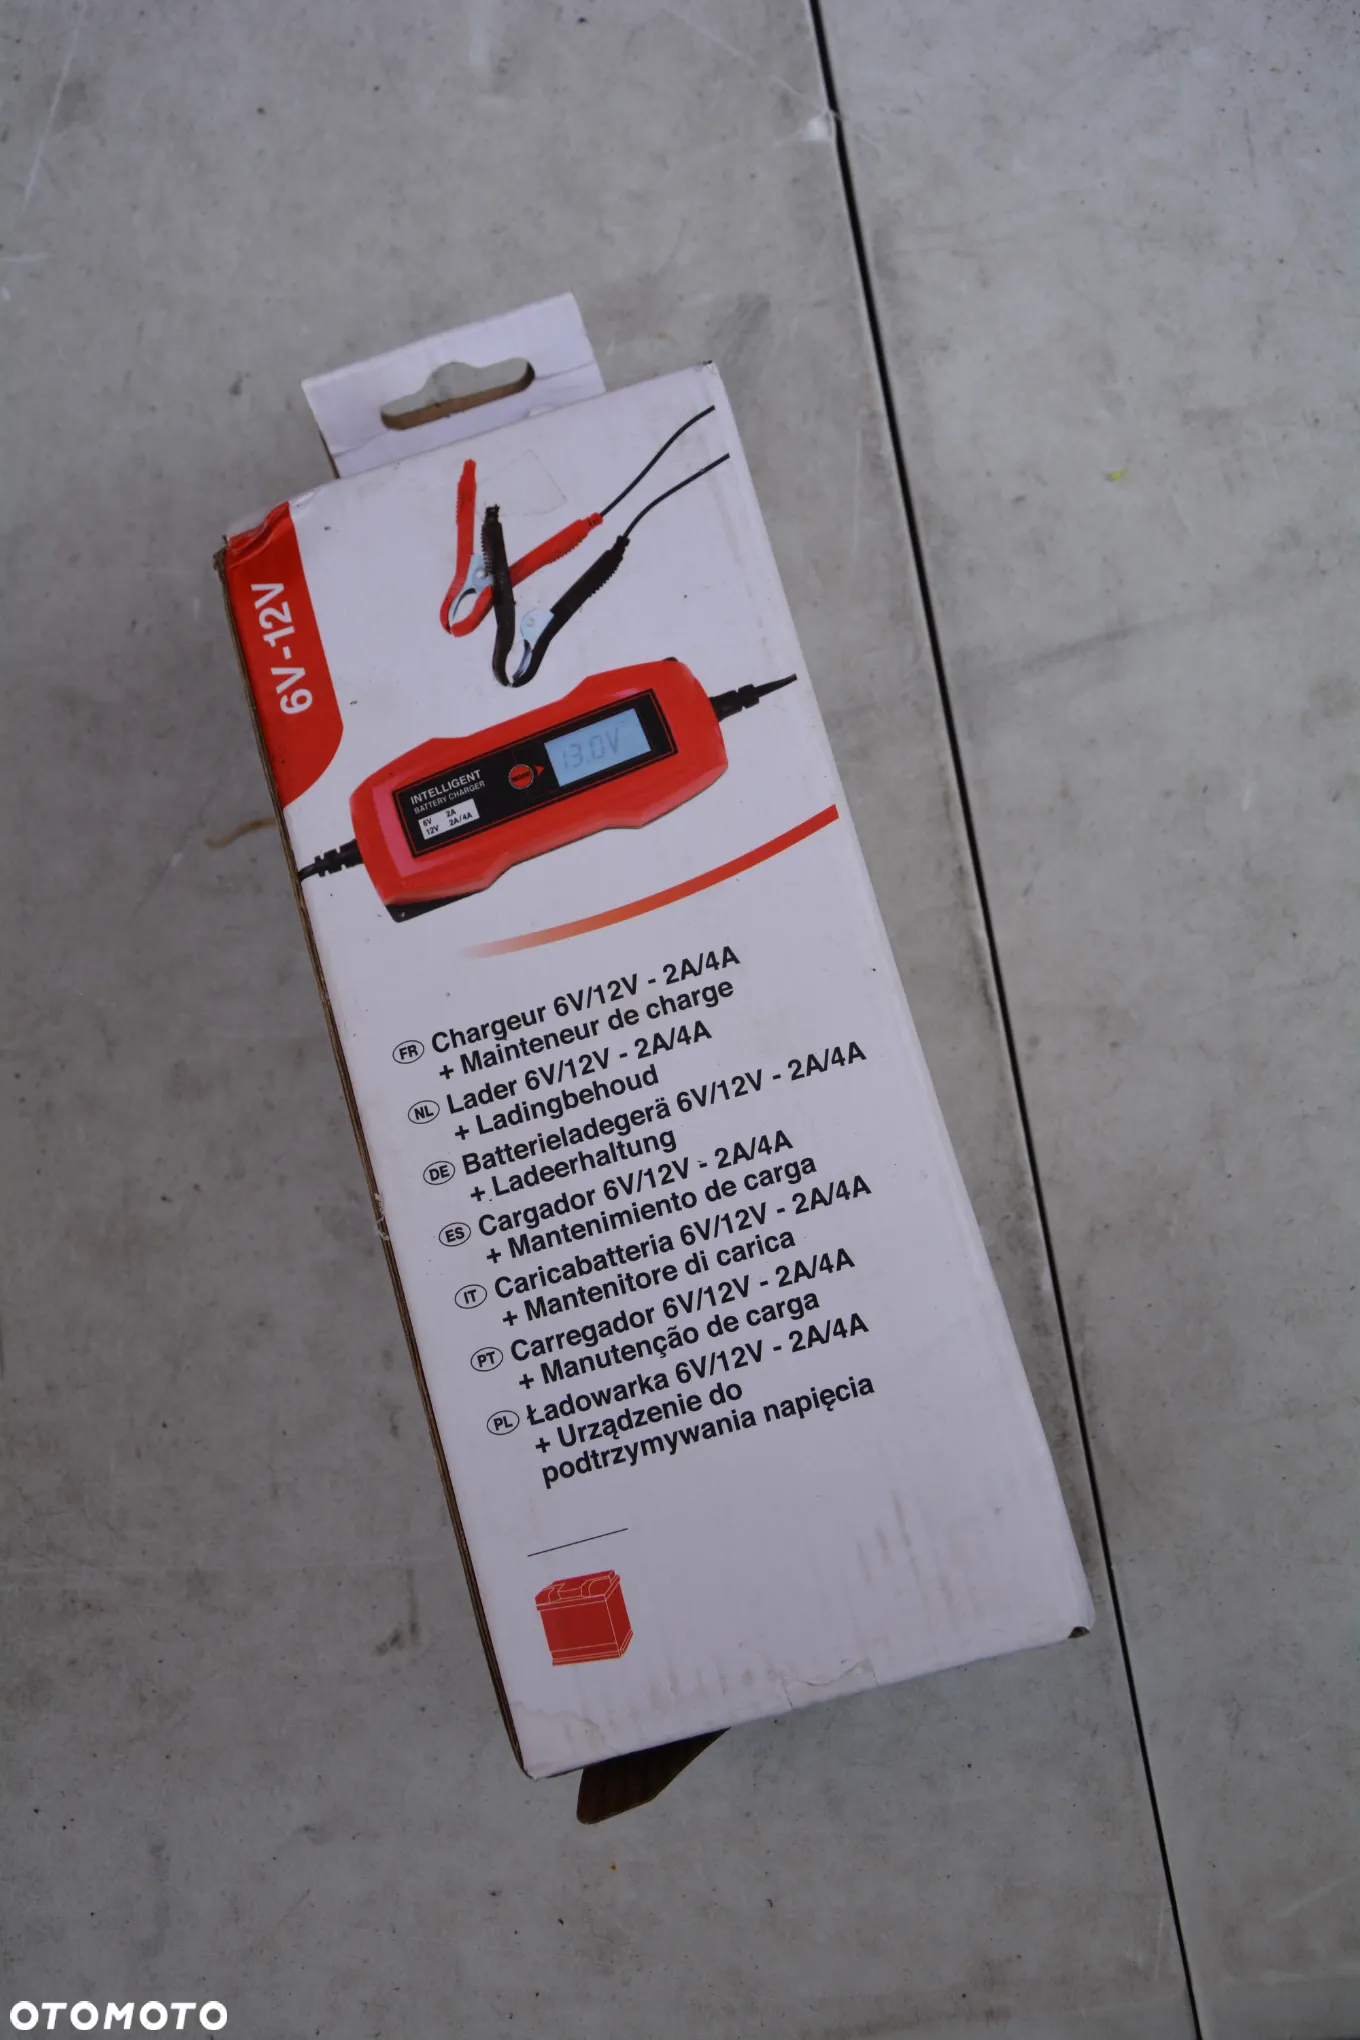 6V-12V
13.0V
INTELLIGENT
BATTERY CHARGER
6V 2A
12V 2A/4A
FR Chargeur 6V/12V - 2A/4A
+ Mainteneur de charge
NL Lader 6V/12V - 2A/4A
+ Ladingbehoud
DE Batterieladegerä 6V/12V - 2A/4A
+ Ladeerhaltung
ES Cargador 6V/12V - 2A/4A
+ Mantenimiento de carga
IT Caricabatteria 6V/12V - 2A/4A
+ Mantenitore di carica
PT Carregador 6V/12V - 2A/4A
+ Manutenção de carga
PL Ładowarka 6V/12V - 2A/4A
+ Urządzenie do
podtrzymywania napięcia
OTOMOTO